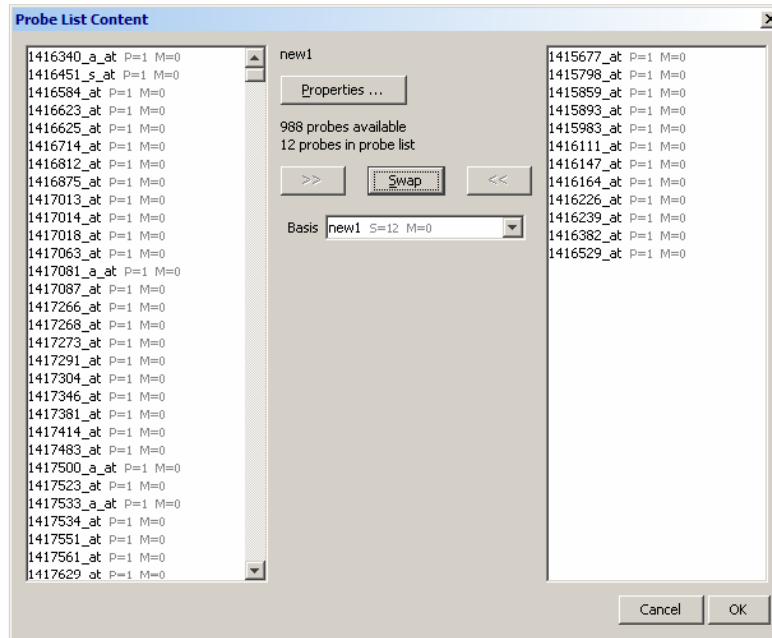 Probe List Content
1416340_a_at P=1 M=0
1416451_s_at P=1 M=0
1416584_at P=1 M=0
1416623_at P=1 M=0
1416625_at P=1 M=0
1416714_at P=1 M=0
1416812_at P=1 M=0
1416875_at P=1 M=0
1417013_at P=1 M=0
1417014_at P=1 M=0
1417018_at P=1 M=0
1417063_at P=1 M=0
1417081_a_at P=1 M=0
1417087_at P=1 M=0
1417266_at P=1 M=0
1417268_at P=1 M=0
1417273_at P=1 M=0
1417291_at P=1 M=0
1417304_at P=1 M=0
1417346_at P=1 M=0
1417381_at P=1 M=0
1417414_at P=1 M=0
1417483_at P=1 M=0
1417500_a_at P=1 M=0
1417523_at P=1 M=0
1417533_a_at P=1 M=0
1417534_at P=1 M=0
1417551_at P=1 M=0
1417561_at P=1 M=0
1417629_at P=1 M=0
new1
Properties ...
988 probes available
12 probes in probe list
>> Swap <<
Basis new1 S=12 M=0
1415677_at P=1 M=0
1415798_at P=1 M=0
1415859_at P=1 M=0
1415893_at P=1 M=0
1415983_at P=1 M=0
1416111_at P=1 M=0
1416147_at P=1 M=0
1416164_at P=1 M=0
1416226_at P=1 M=0
1416239_at P=1 M=0
1416382_at P=1 M=0
1416529_at P=1 M=0
Cancel OK